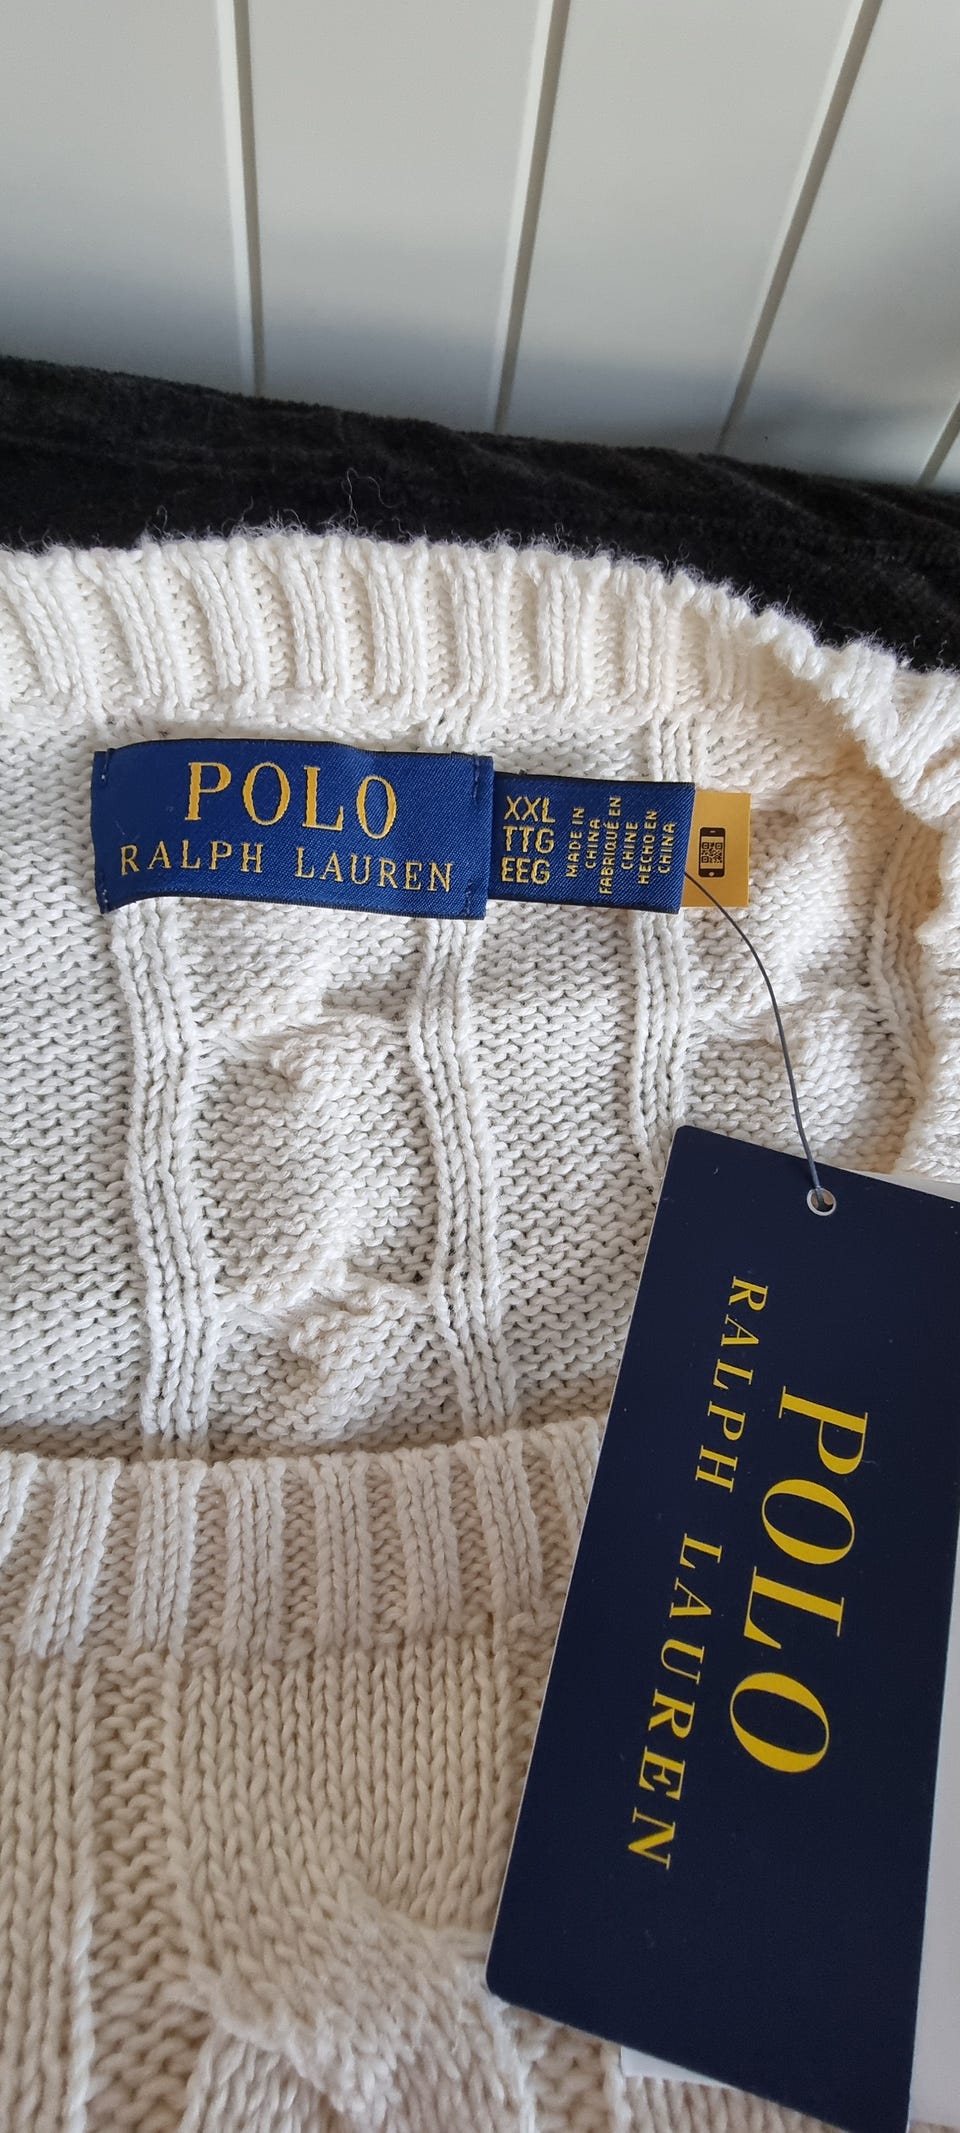 POLO
RALPH LAUREN
XXL
TTG
EEG
MADE IN
CHINA
FABRIQUÉ EN
CHINE
HECHO EN
CHINA
POLO
RALPH LAUREN